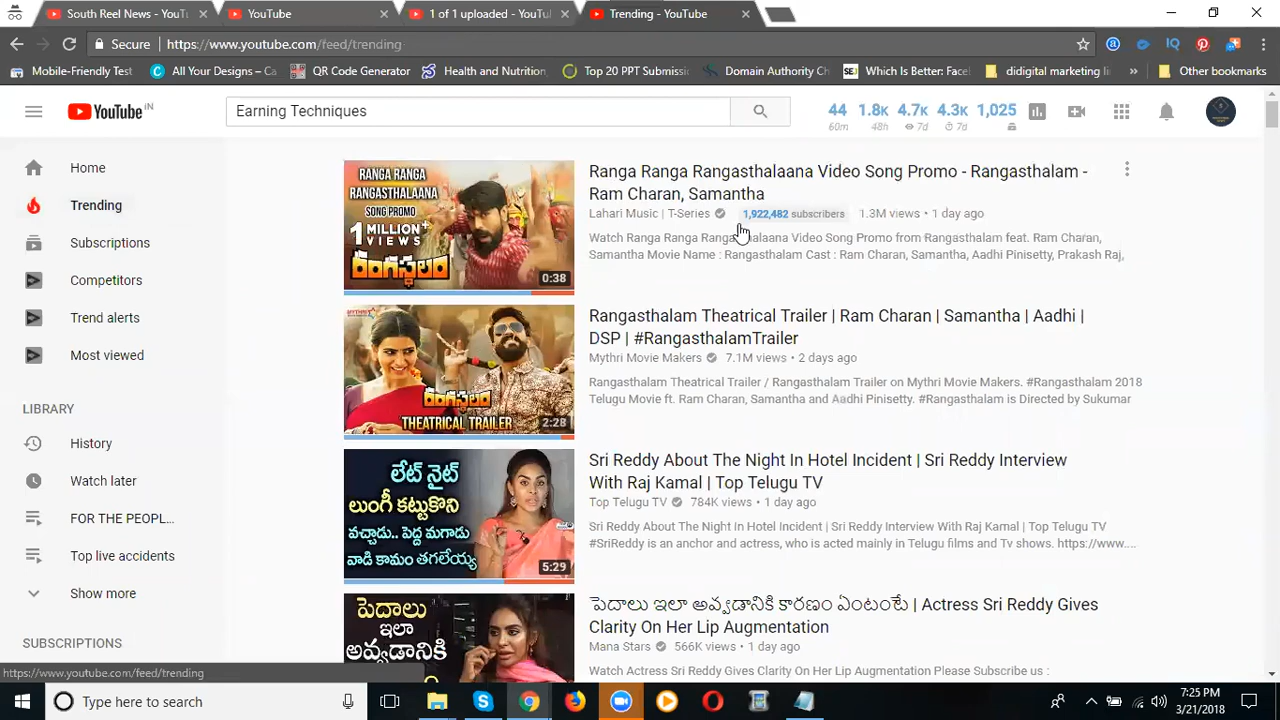 South Reel News - YouTu
YouTube
1 of 1 uploaded - YouTu
Trending - YouTube
Secure
https://www.youtube.com/feed/trending
Mobile-Friendly Test
All Your Designs – Ca
QR Code Generator
Health and Nutrition,
Top 20 PPT Submissi
Domain Authority Ch
Which Is Better: Facel
didigital marketing li
»
Other bookmarks
YouTube IN
Earning Techniques
44 1.8K 4.7K 4.3K 1,025
60m 48h 7d 7d
Home
Trending
Subscriptions
Competitors
Trend alerts
Most viewed
LIBRARY
History
Watch later
FOR THE PEOPL...
Top live accidents
Show more
SUBSCRIPTIONS
RANGA RANGA
RANGASTHALAANA
SONG PROMO
1 MILLION+
VIEWS
రంగస్థలం
0:38
Ranga Ranga Rangasthalaana Video Song Promo - Rangasthalam -
Ram Charan, Samantha
Lahari Music | T-Series 1,922,482 subscribers 1.3M views • 1 day ago
Watch Ranga Ranga Rangasthalaana Video Song Promo from Rangasthalam feat. Ram Charan,
Samantha Movie Name : Rangasthalam Cast : Ram Charan, Samantha, Aadhi Pinisetty, Prakash Raj,
రంగస్థలం
THEATRICAL TRAILER
2:28
Rangasthalam Theatrical Trailer | Ram Charan | Samantha | Aadhi |
DSP | #RangasthalamTrailer
Mythri Movie Makers 7.1M views • 2 days ago
Rangasthalam Theatrical Trailer / Rangasthalam Trailer on Mythri Movie Makers. #Rangasthalam 2018
Telugu Movie ft. Ram Charan, Samantha and Aadhi Pinisetty. #Rangasthalam is Directed by Sukumar
లేట్ నైట్
లుంగీ కట్టుకొని
వచ్చాడు.. పెద్ద మగాడు
వాడి కామం తగలెయ్య
5:29
Sri Reddy About The Night In Hotel Incident | Sri Reddy Interview
With Raj Kamal | Top Telugu TV
Top Telugu TV 784K views • 1 day ago
Sri Reddy About The Night In Hotel Incident | Sri Reddy Interview With Raj Kamal | Top Telugu TV
#SriReddy is an anchor and actress, who is acted mainly in Telugu films and Tv shows. https://www....
పెదాలు
ఇలా
అవ్వడానికి
పెదాలు ఇలా అవ్వడానికి కారణం ఏంటంటే | Actress Sri Reddy Gives
Clarity On Her Lip Augmentation
Mana Stars 566K views • 1 day ago
Watch Actress Sri Reddy Gives Clarity On Her Lip Augmentation Please Subscribe us :
https://www.youtube.com/feed/trending
Type here to search
7:25 PM
3/21/2018